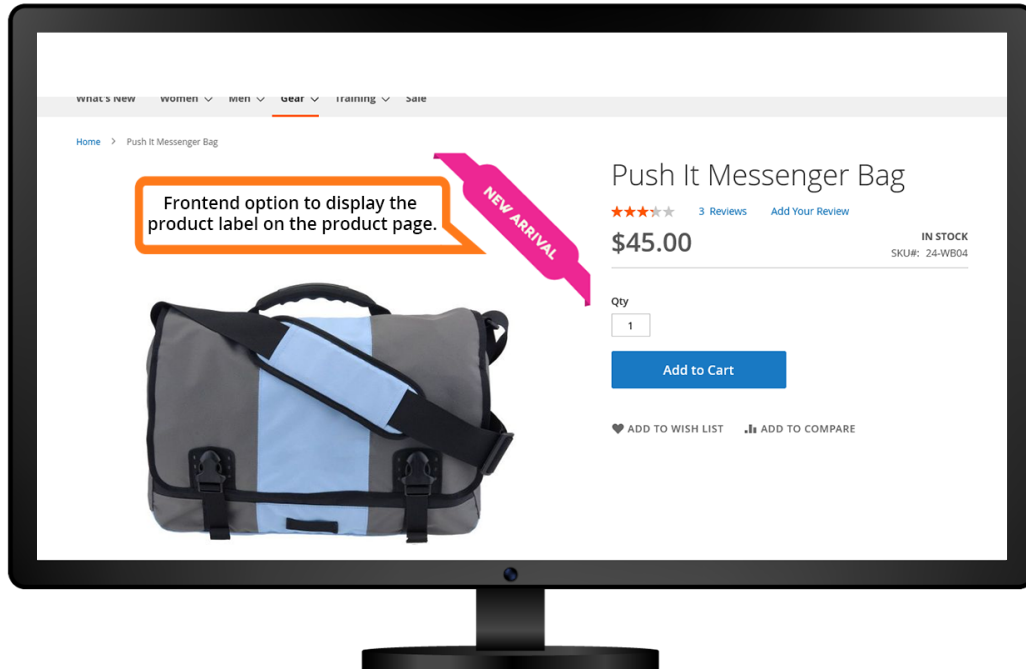 What's New Women Men Gear Training Sale
Home > Push It Messenger Bag
Frontend option to display the
product label on the product page.
NEW ARRIVAL
Push It Messenger Bag
3 Reviews Add Your Review
$45.00
IN STOCK
SKU#: 24-WB04
Qty
1
Add to Cart
ADD TO WISH LIST ADD TO COMPARE